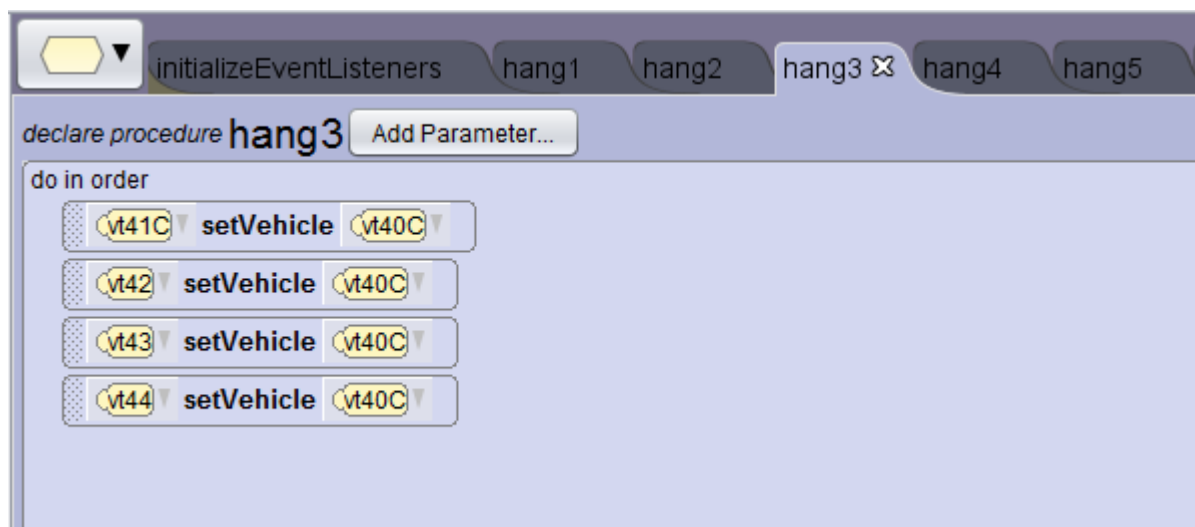 initializeEventListeners hang1 hang2 hang3 hang4 hang5
declare procedure hang3 Add Parameter...
do in order
vt41C setVehicle vt40C
vt42 setVehicle vt40C
vt43 setVehicle vt40C
vt44 setVehicle vt40C